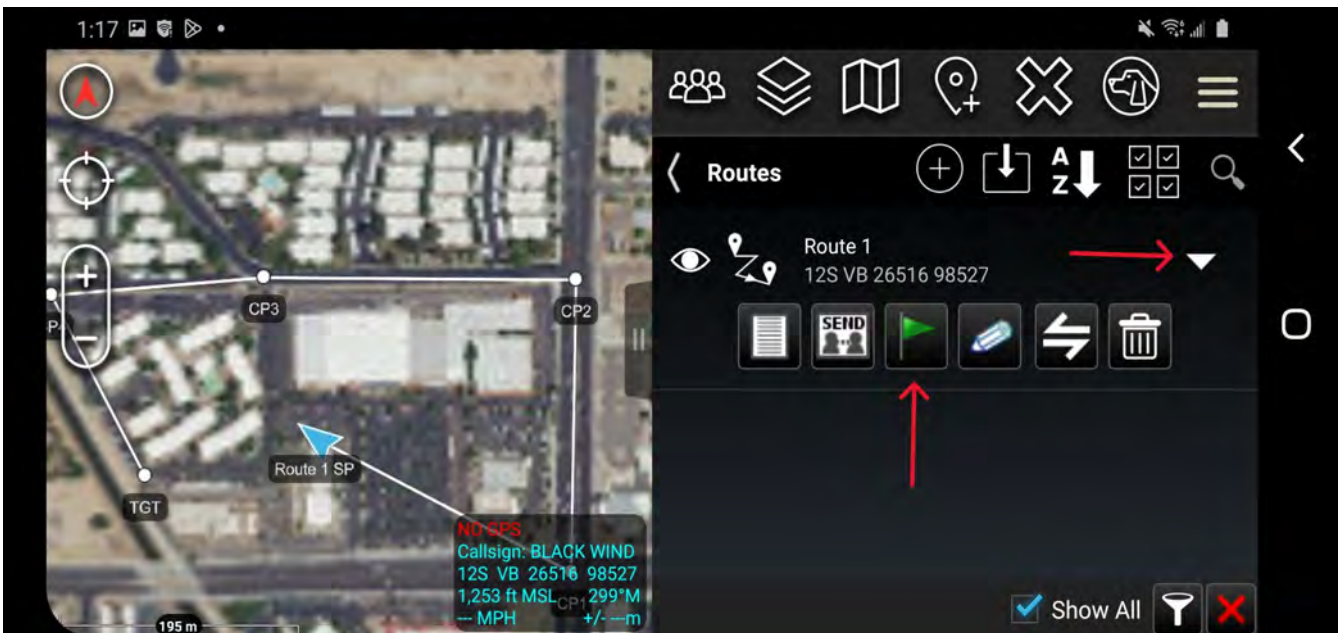 1:17
Routes
A
Z
Route 1
12S VB 26516 98527
SEND
CP3
CP2
P4
Route 1 SP
TGT
NO GPS
Callsign: BLACK WIND
12S VB 26516 98527
1,253 ft MSL 299°M
CP1
--- MPH +/- ---m
195 m
Show All